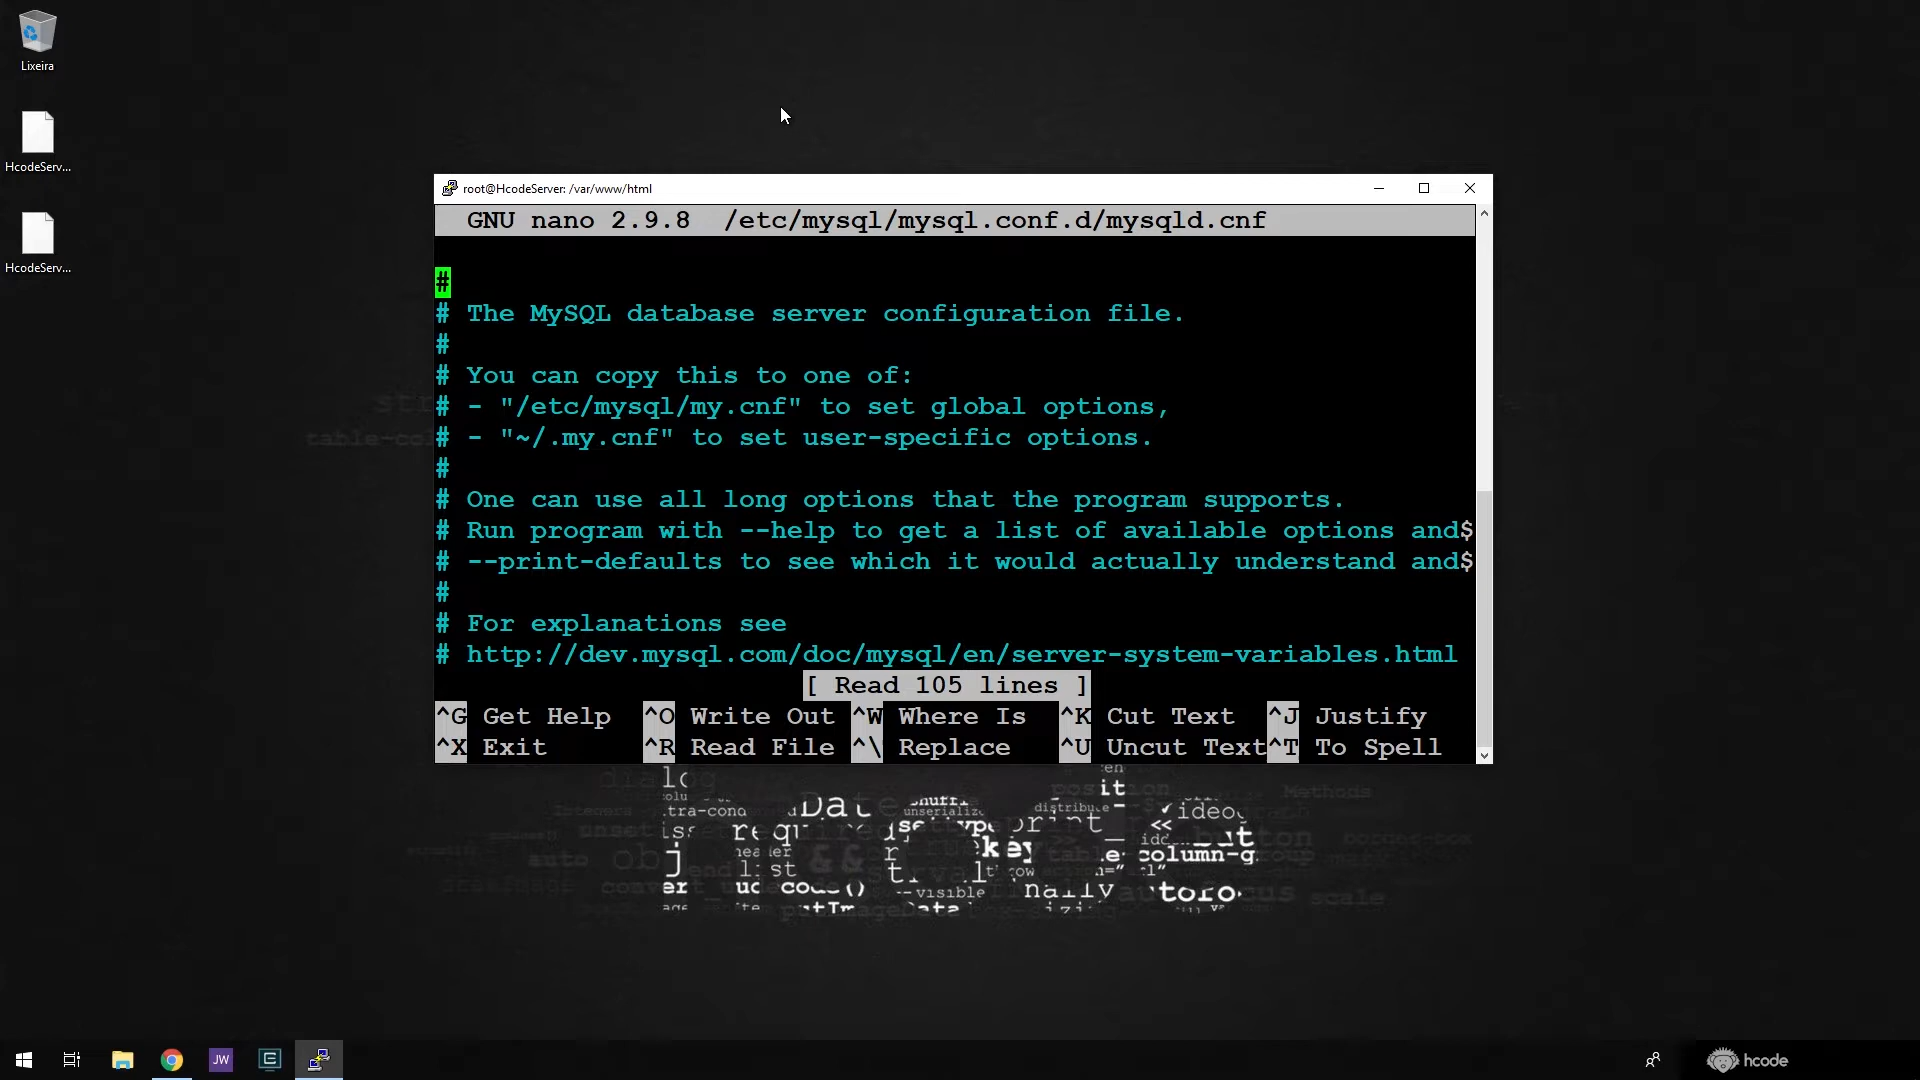 Lixeira
HcodeServ...
HcodeServ...
root@HcodeServer: /var/www/html
GNU nano 2.9.8 /etc/mysql/mysql.conf.d/mysqld.cnf
#
# The MySQL database server configuration file.
#
# You can copy this to one of:
# - "/etc/mysql/my.cnf" to set global options,
# - "~/.my.cnf" to set user-specific options.
#
# One can use all long options that the program supports.
# Run program with --help to get a list of available options and$
# --print-defaults to see which it would actually understand and$
#
# For explanations see
# http://dev.mysql.com/doc/mysql/en/server-system-variables.html
[ Read 105 lines ]
^G Get Help ^O Write Out ^W Where Is ^K Cut Text ^J Justify
^X Exit ^R Read File ^\ Replace ^U Uncut Text ^T To Spell
JW
hcode